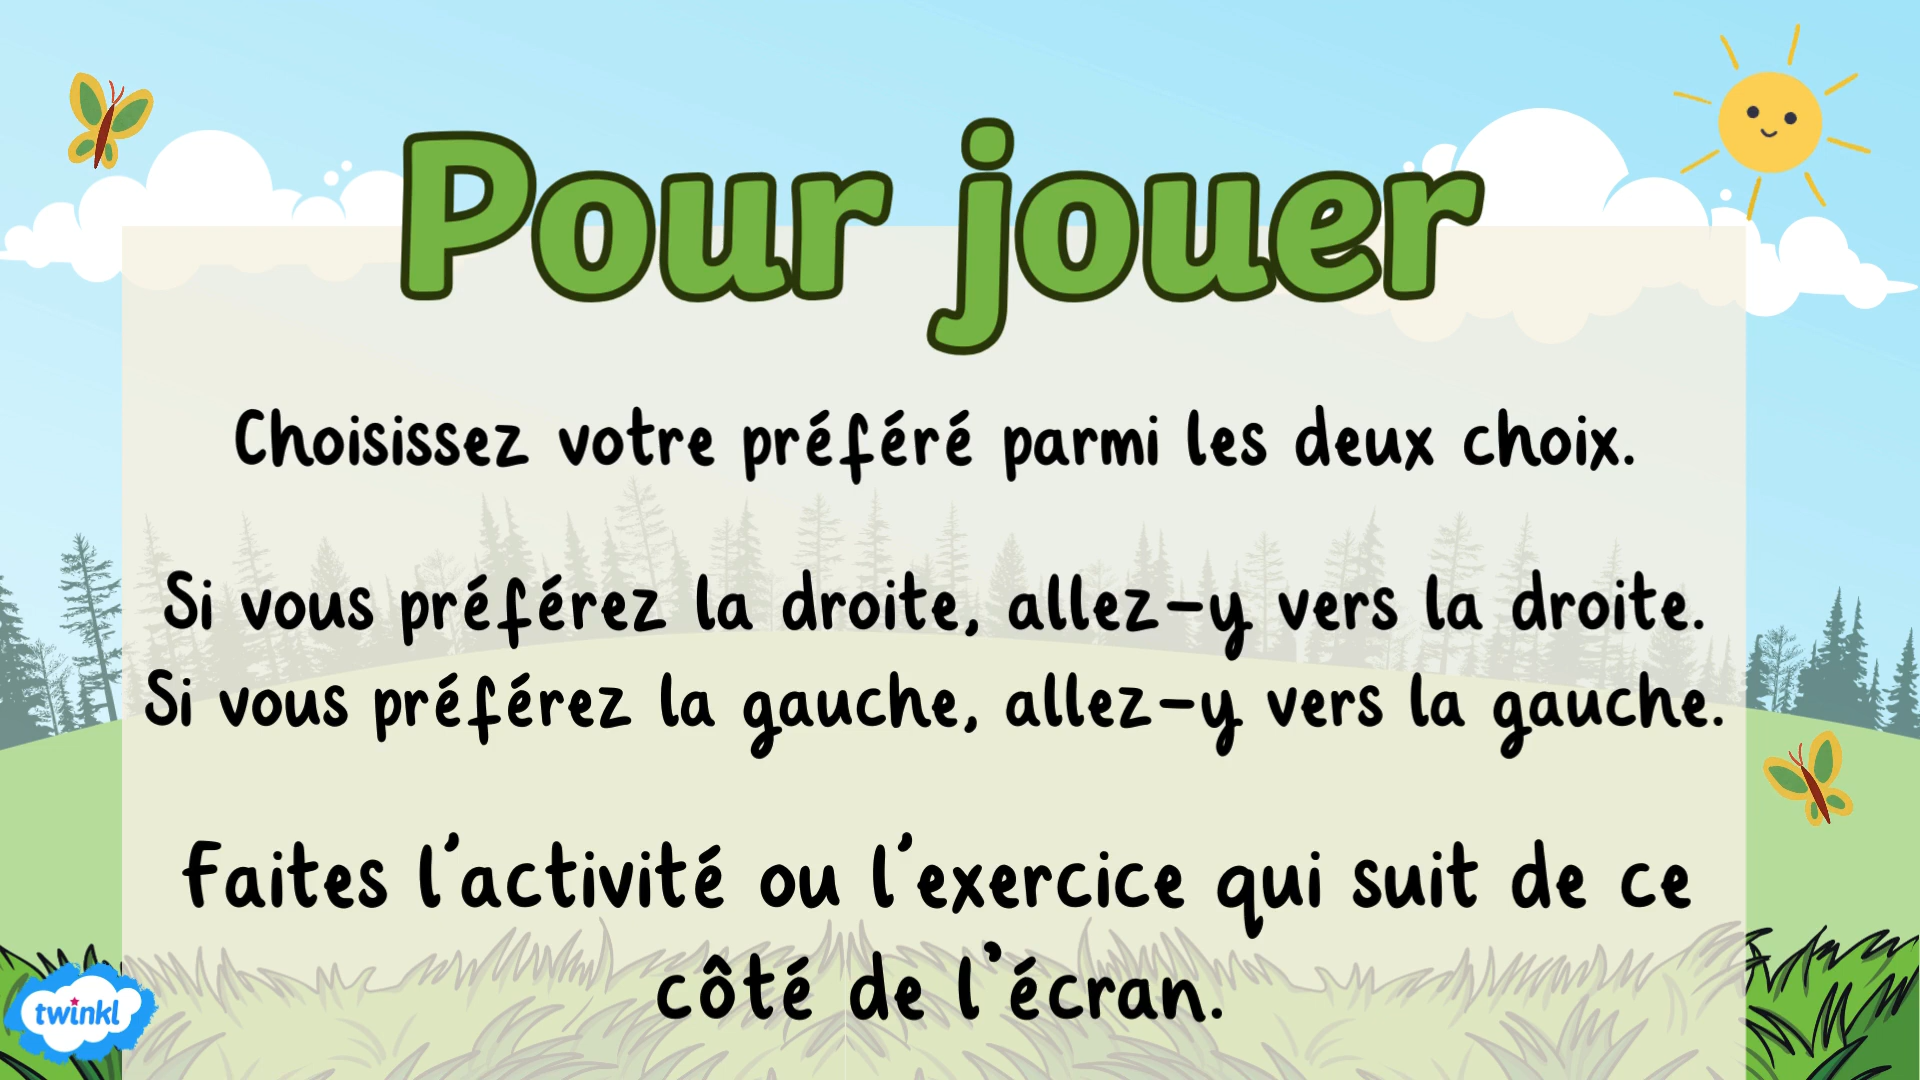 Pour jouer
Choisissez votre préféré parmi les deux choix.
Si vous préférez la droite, allez-y vers la droite.
Si vous préférez la gauche, allez-y vers la gauche.
Faites l'activité ou l'exercice qui suit de ce
côté de l'écran.
twinkl